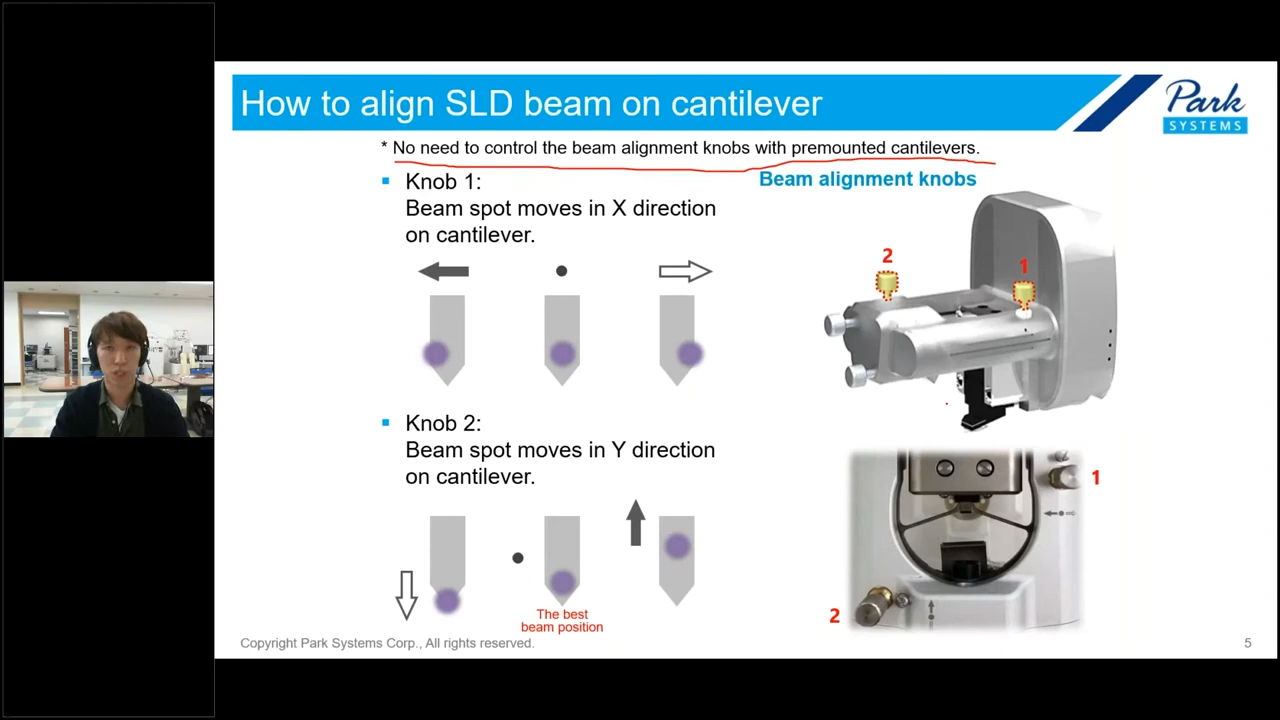 How to align SLD beam on cantilever
Park
SYSTEMS
* No need to control the beam alignment knobs with premounted cantilevers.
Knob 1:
Beam spot moves in X direction
on cantilever.
Beam alignment knobs
2
1
Knob 2:
Beam spot moves in Y direction
on cantilever.
1
2
The best
beam position
Copyright Park Systems Corp., All rights reserved.
5